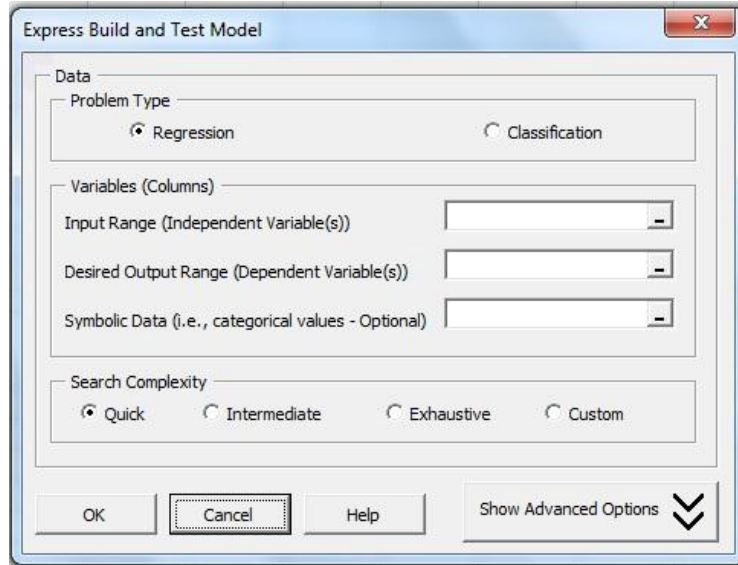 Express Build and Test Model
Data
Problem Type
Regression
Classification
Variables (Columns)
Input Range (Independent Variable(s))
Desired Output Range (Dependent Variable(s))
Symbolic Data (i.e., categorical values - Optional)
Search Complexity
Quick
Intermediate
Exhaustive
Custom
OK
Cancel
Help
Show Advanced Options